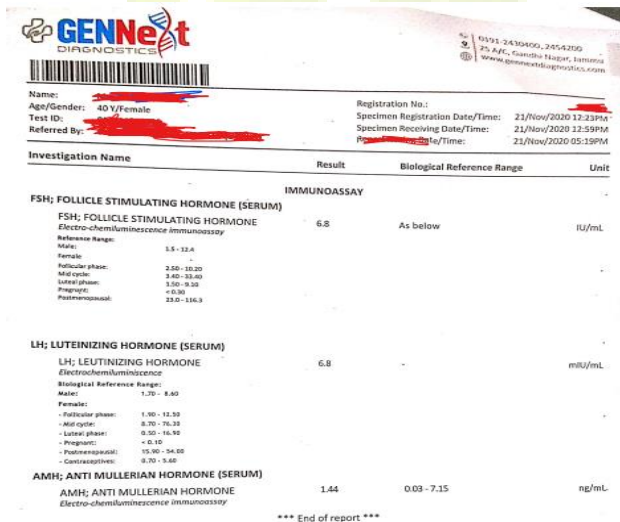 GENNext
DIAGNOSTICS
0191-2430400, 2454200
25 A/C, Gandhi Nagar, Jammu
www.gennextdiagnostics.com
Name:
Age/Gender: 40 Y/Female
Test ID:
Referred By:
Registration No.:
Specimen Registration Date/Time: 21/Nov/2020 12:23PM
Specimen Receiving Date/Time: 21/Nov/2020 12:59PM
/Time: 21/Nov/2020 05:19PM
Investigation Name Result Biological Reference Range Unit
IMMUNOASSAY
FSH; FOLLICLE STIMULATING HORMONE (SERUM)
FSH; FOLLICLE STIMULATING HORMONE 6.8 As below IU/mL
Electro-chemiluminescence immunoassay
Reference Range:
Male: 1.5 - 12.4
Female
Follicular phase: 2.50 - 10.20
Mid cycle: 3.40 - 33.40
Luteal phase: 1.50 - 9.10
Pregnant: < 0.30
Postmenopausal: 23.0 - 116.3
LH; LUTEINIZING HORMONE (SERUM)
LH; LEUTINIZING HORMONE 6.8 - mIU/mL
Electrochemiluminiscence
Biological Reference Range:
Male: 1.70 - 8.60
Female:
- Follicular phase: 1.90 - 12.50
- Mid cycle: 8.70 - 76.30
- Luteal phase: 0.50 - 16.90
- Pregnant: < 0.10
- Postmenopausal: 15.90 - 54.00
- Contraceptives: 0.70 - 5.60
AMH; ANTI MULLERIAN HORMONE (SERUM)
AMH; ANTI MULLERIAN HORMONE 1.44 0.03 - 7.15 ng/mL
Electro-chemiluminescence immunoassay
*** End of report ***